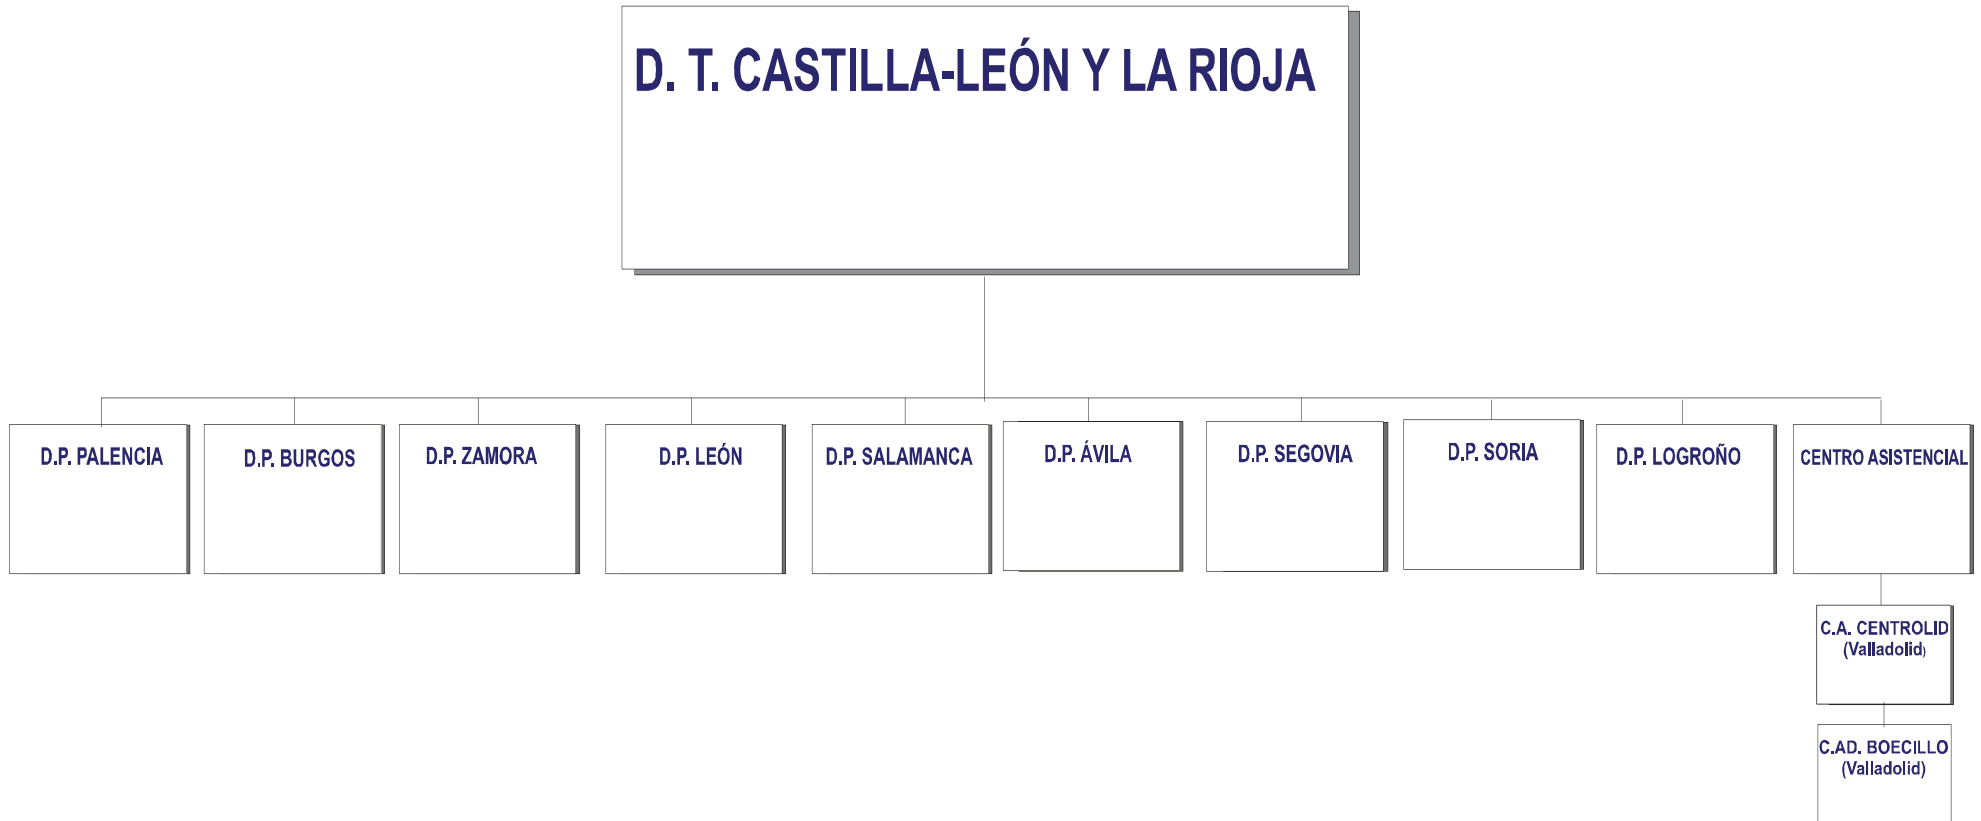 D. T. CASTILLA-LEÓN Y LA RIOJA
D.P. PALENCIA
D.P. BURGOS
D.P. ZAMORA
D.P. LEÓN
D.P. SALAMANCA
D.P. ÁVILA
D.P. SEGOVIA
D.P. SORIA
D.P. LOGROÑO
CENTRO ASISTENCIAL
C.A. CENTROLID
(Valladolid)
C.AD. BOECILLO
(Valladolid)